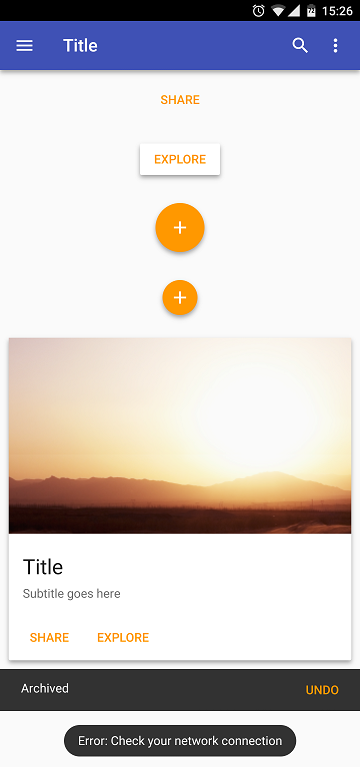 15:26
Title
SHARE
EXPLORE
Title
Subtitle goes here
SHARE EXPLORE
Archived UNDO
Error: Check your network connection